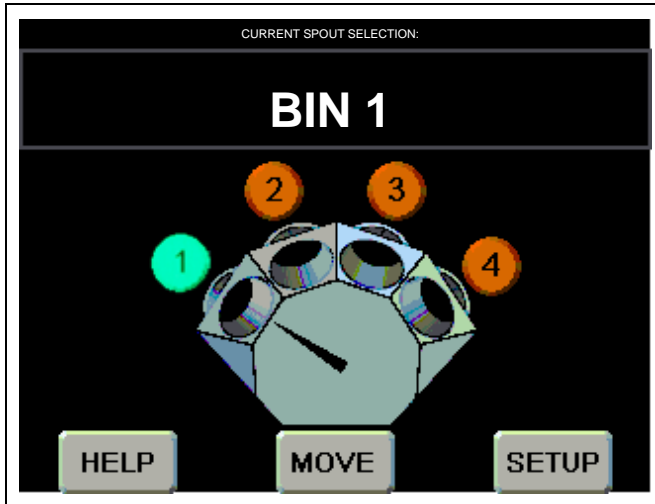 CURRENT SPOUT SELECTION:
BIN 1
2 3
1 4
HELP MOVE SETUP